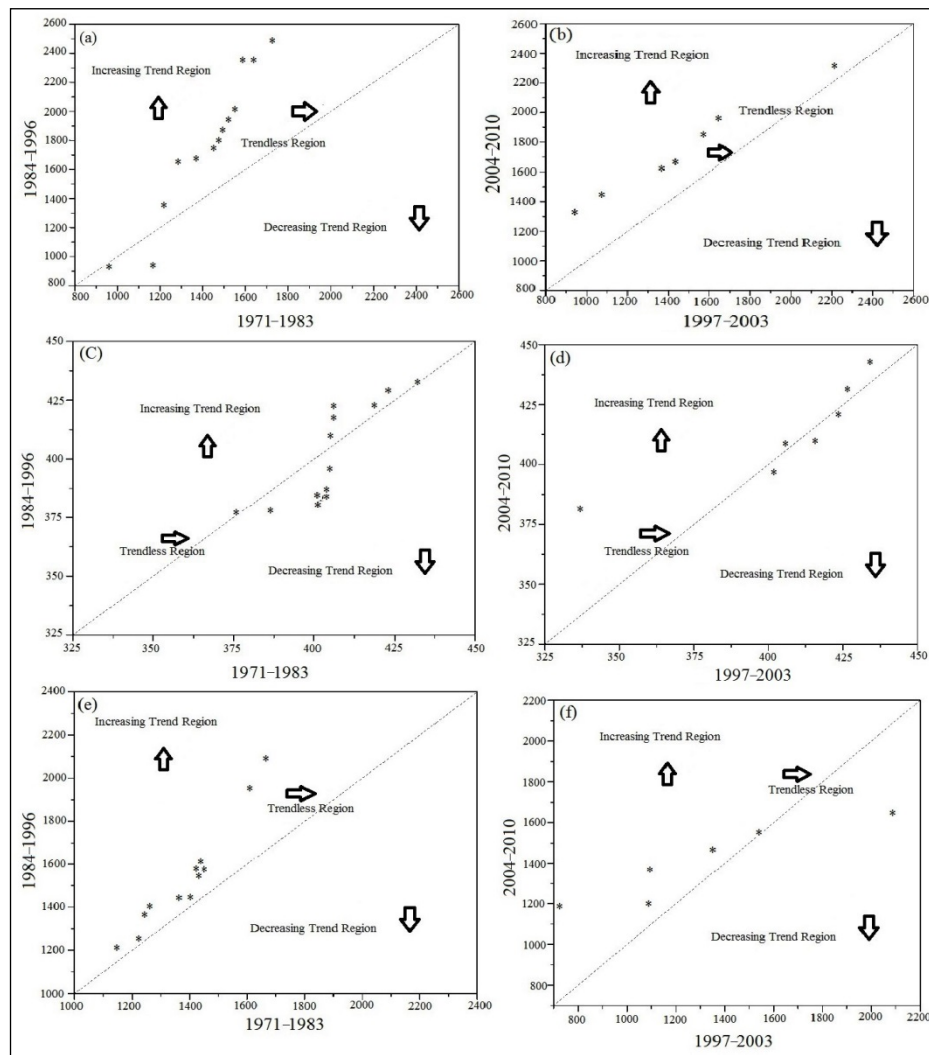 (a)
2600
2400
2200
2000
1800
1600
1400
1200
1000
800
Increasing Trend Region
Trendless Region
Decreasing Trend Region
1984–1996
800 1000 1200 1400 1600 1800 2000 2200 2400 2600
1971–1983
(b)
2600
2400
2200
2000
1800
1600
1400
1200
1000
800
Increasing Trend Region
Trendless Region
Decreasing Trend Region
2004–2010
800 1000 1200 1400 1600 1800 2000 2200 2400 2600
1997–2003
(C)
450
425
400
375
350
325
Increasing Trend Region
Trendless Region
Decreasing Trend Region
1984–1996
325 350 375 400 425 450
1971–1983
(d)
450
425
400
375
350
325
Increasing Trend Region
Trendless Region
Decreasing Trend Region
2004–2010
325 350 375 400 425 450
1997–2003
(e)
2400
2200
2000
1800
1600
1400
1200
1000
Increasing Trend Region
Trendless Region
Decreasing Trend Region
1984–1996
1000 1200 1400 1600 1800 2000 2200 2400
1971–1983
(f)
2200
2000
1800
1600
1400
1200
1000
800
Increasing Trend Region
Trendless Region
Decreasing Trend Region
2004–2010
800 1000 1200 1400 1600 1800 2000 2200
1997–2003